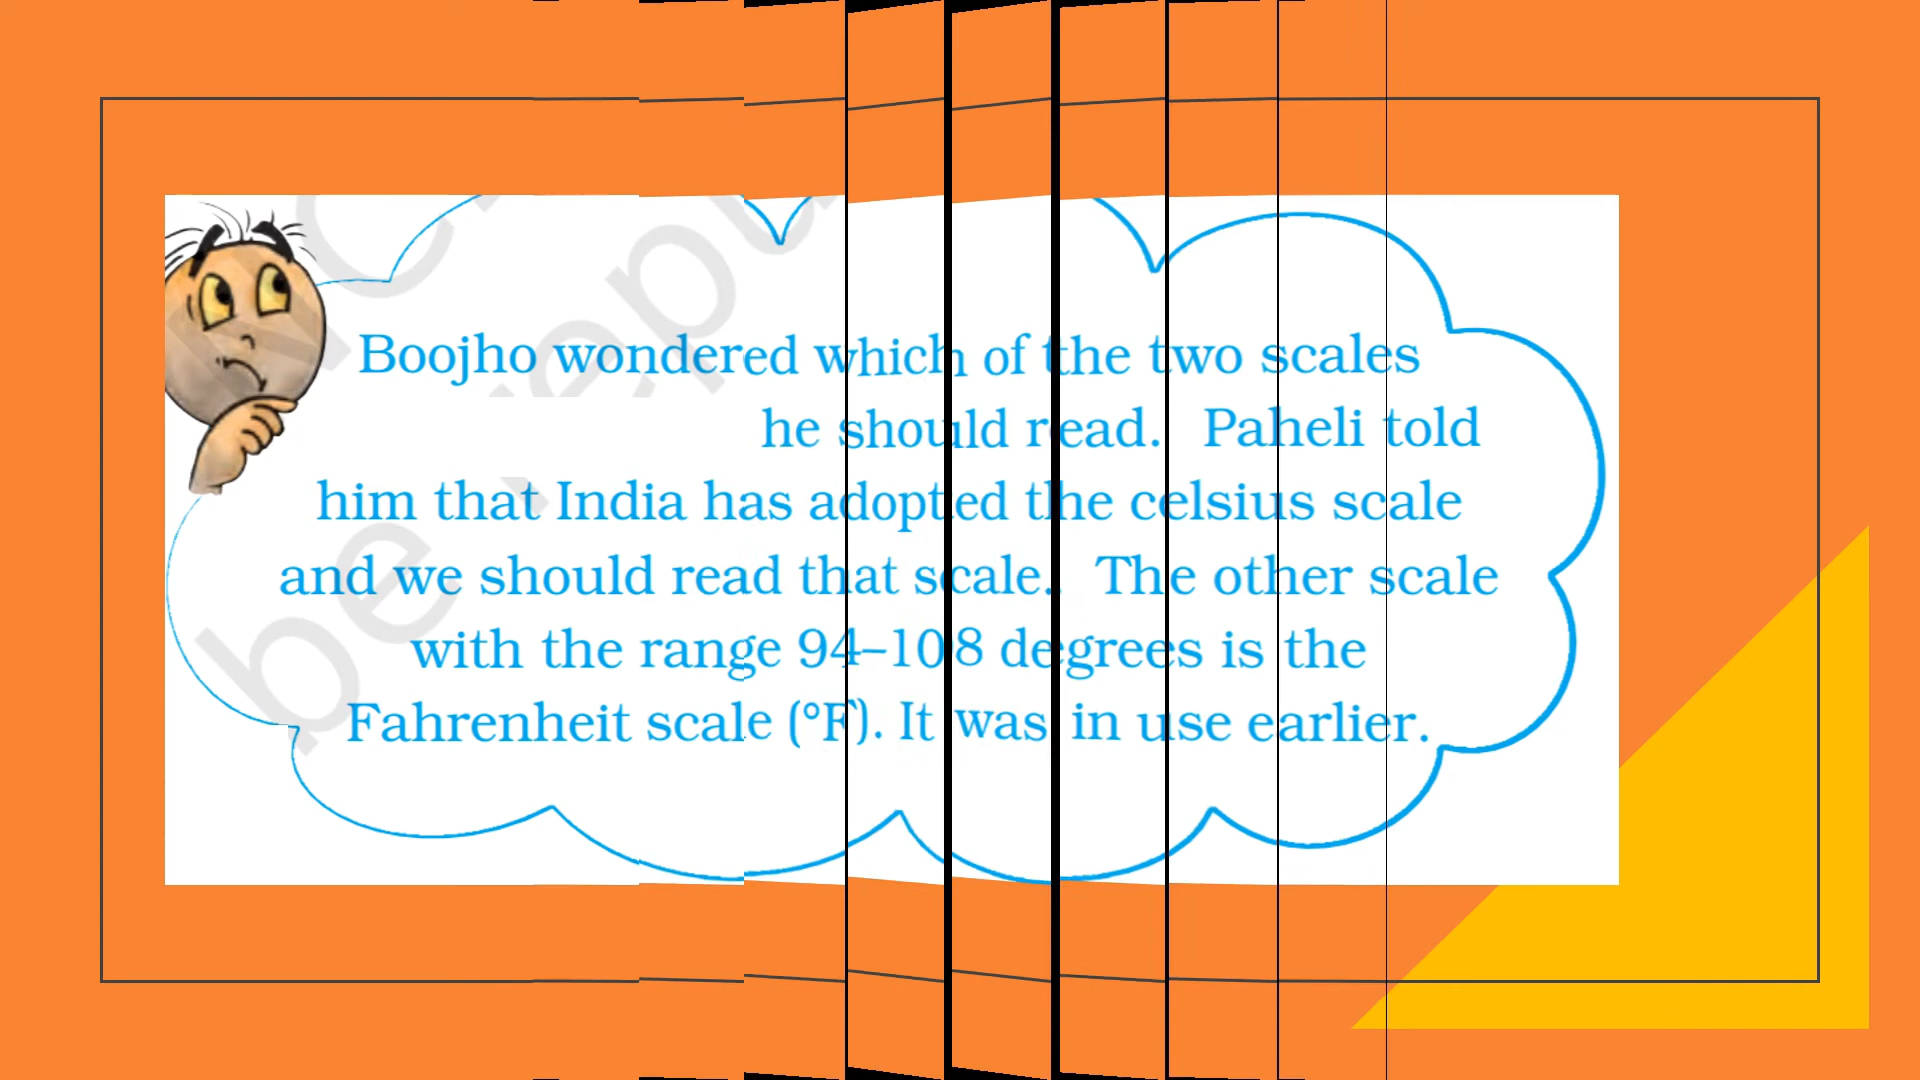 Boojho wondered which of the two scales
he should read. Paheli told
him that India has adopted the celsius scale
and we should read that scale. The other scale
with the range 94–108 degrees is the
Fahrenheit scale (°F). It was in use earlier.
be repu